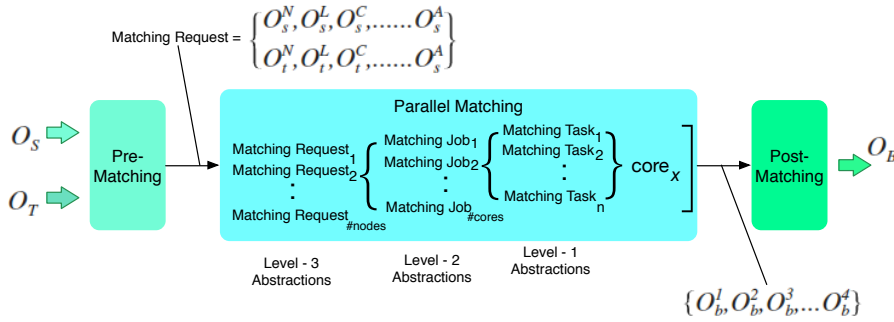 Matching Request = { O_s^N, O_s^L, O_s^C, ...... O_s^A
O_t^N, O_t^L, O_t^C, ...... O_s^A }
O_S
O_T
Pre-
Matching
Parallel Matching
Matching Request_1
Matching Request_2
:
Matching Request_#nodes
Matching Job_1
Matching Job_2
:
Matching Job_#cores
Matching Task_1
Matching Task_2
:
Matching Task_n
core_x
Level - 3
Abstractions
Level - 2
Abstractions
Level - 1
Abstractions
Post-
Matching
{O_b^1, O_b^2, O_b^3, ... O_b^4}